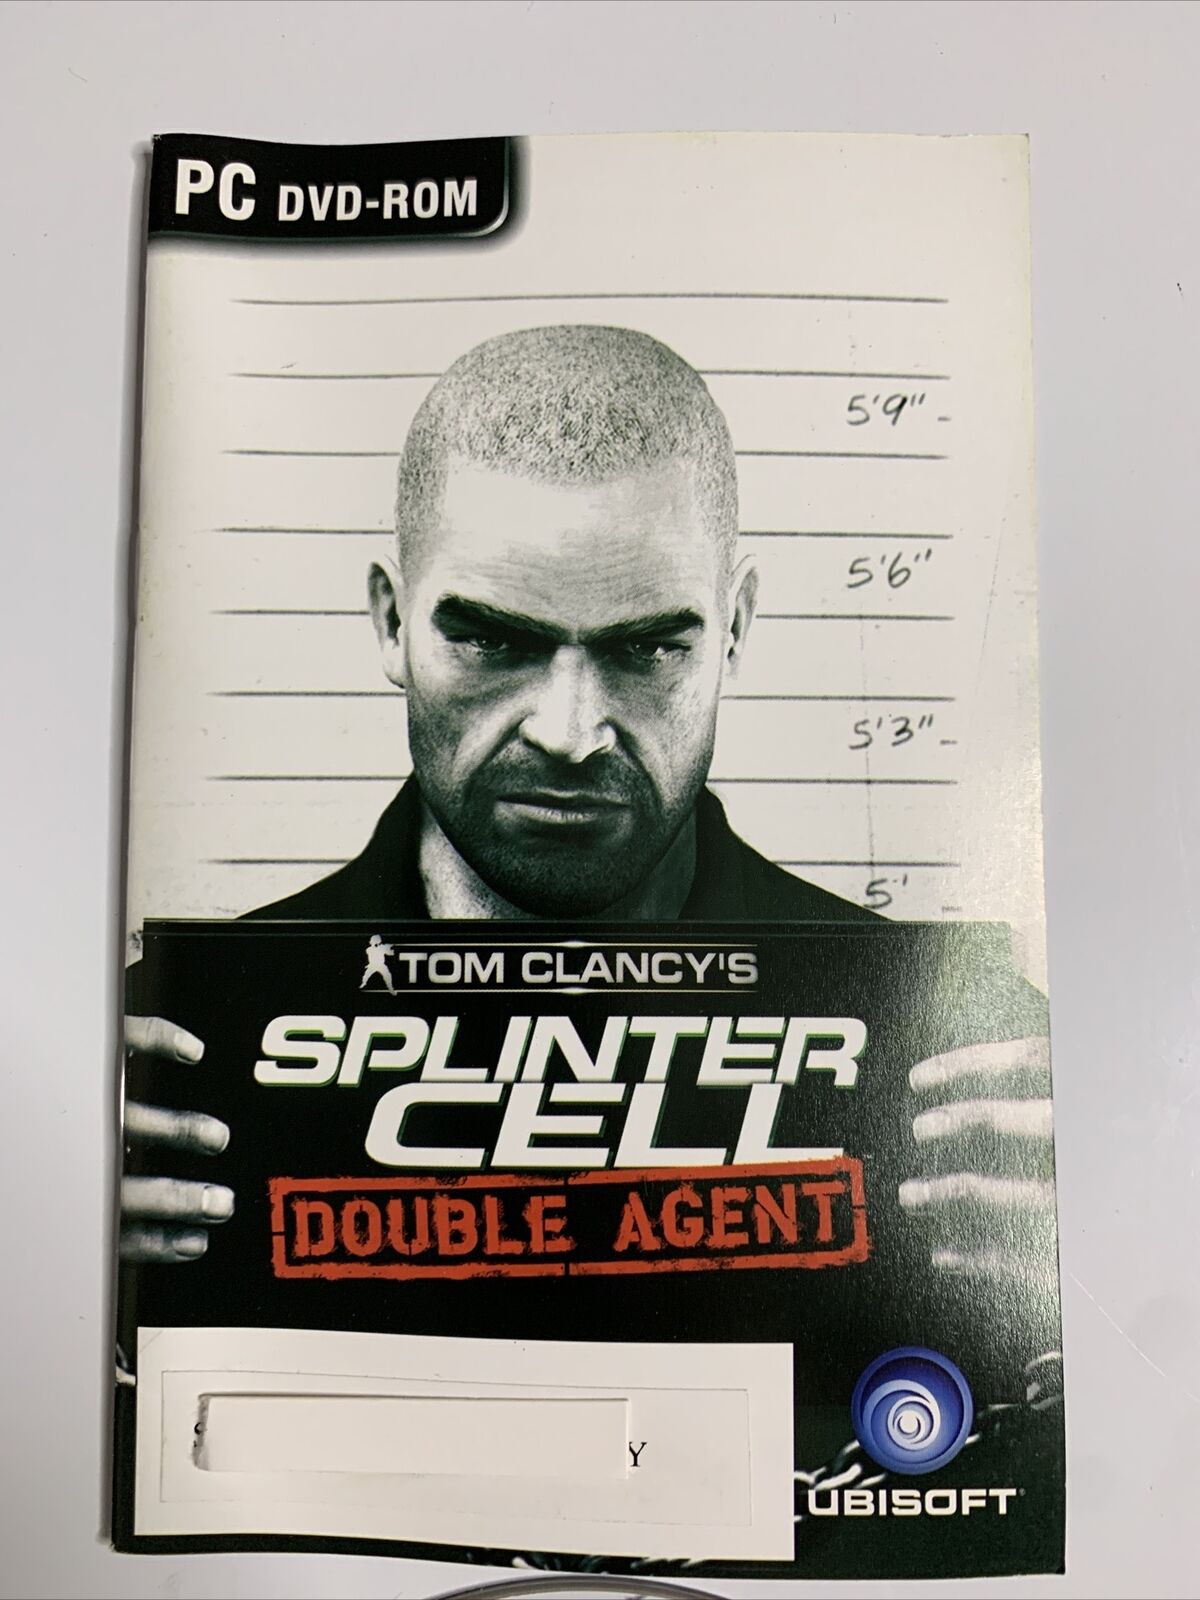 PC DVD-ROM
5'9"
5'6"
5'3"
5'
TOM CLANCY'S
SPLINTER
CELL
DOUBLE AGENT
Y
UBISOFT